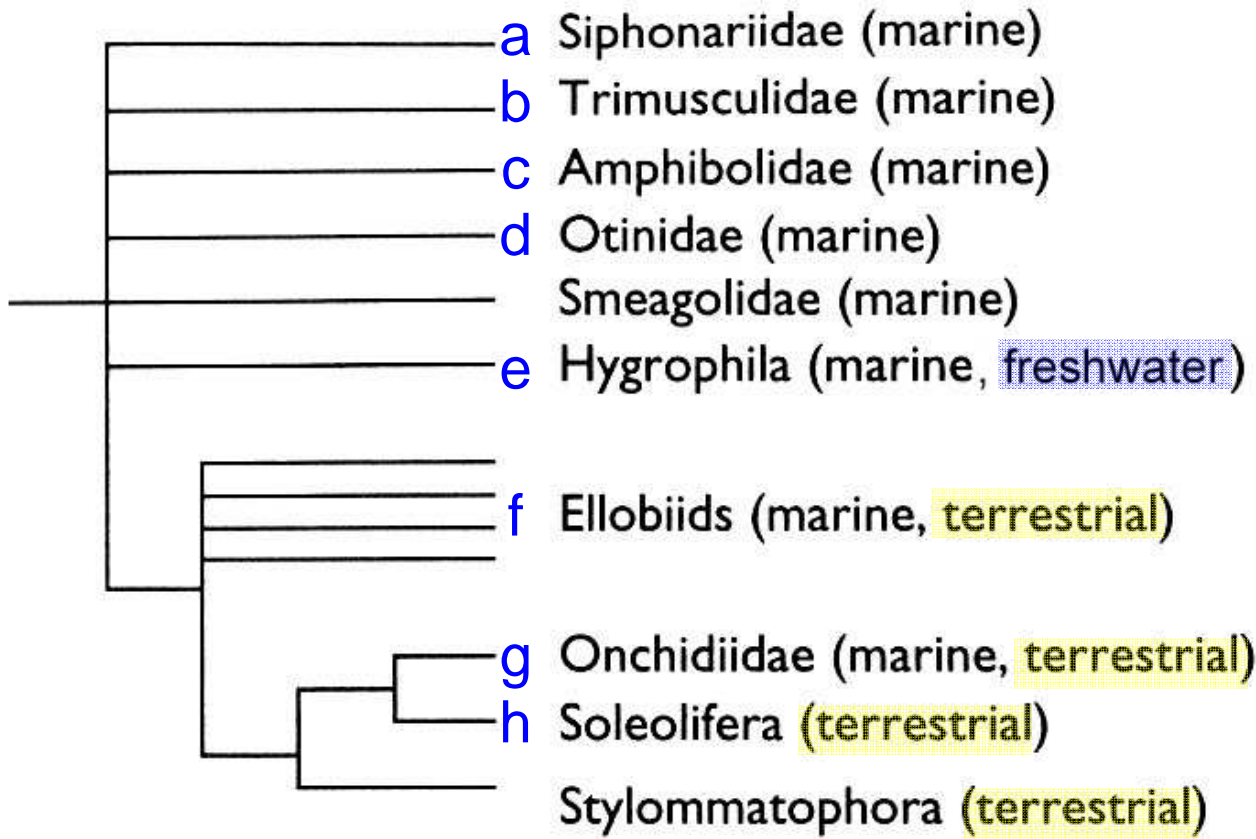 a Siphonariidae (marine)
b Trimusculidae (marine)
c Amphibolidae (marine)
d Otinidae (marine)
Smeagolidae (marine)
e Hygrophila (marine, freshwater)
f Ellobiids (marine, terrestrial)
g Onchidiidae (marine, terrestrial)
h Soleolifera (terrestrial)
Stylommatophora (terrestrial)